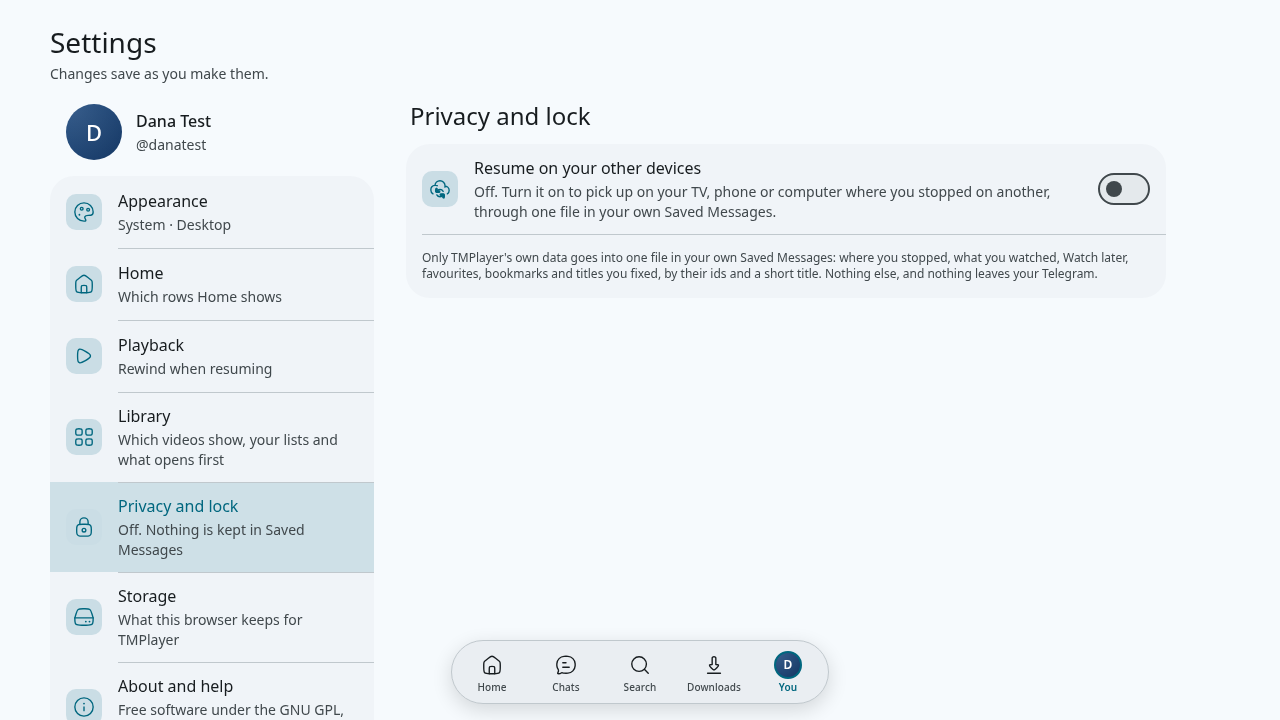 Settings
Changes save as you make them.
D
Dana Test
@danatest
Appearance
System · Desktop
Home
Which rows Home shows
Playback
Rewind when resuming
Library
Which videos show, your lists and
what opens first
Privacy and lock
Off. Nothing is kept in Saved
Messages
Storage
What this browser keeps for
TMPlayer
About and help
Free software under the GNU GPL,
Privacy and lock
Resume on your other devices
Off. Turn it on to pick up on your TV, phone or computer where you stopped on another,
through one file in your own Saved Messages.
Only TMPlayer's own data goes into one file in your own Saved Messages: where you stopped, what you watched, Watch later,
favourites, bookmarks and titles you fixed, by their ids and a short title. Nothing else, and nothing leaves your Telegram.
Home
Chats
Search
Downloads
D
You